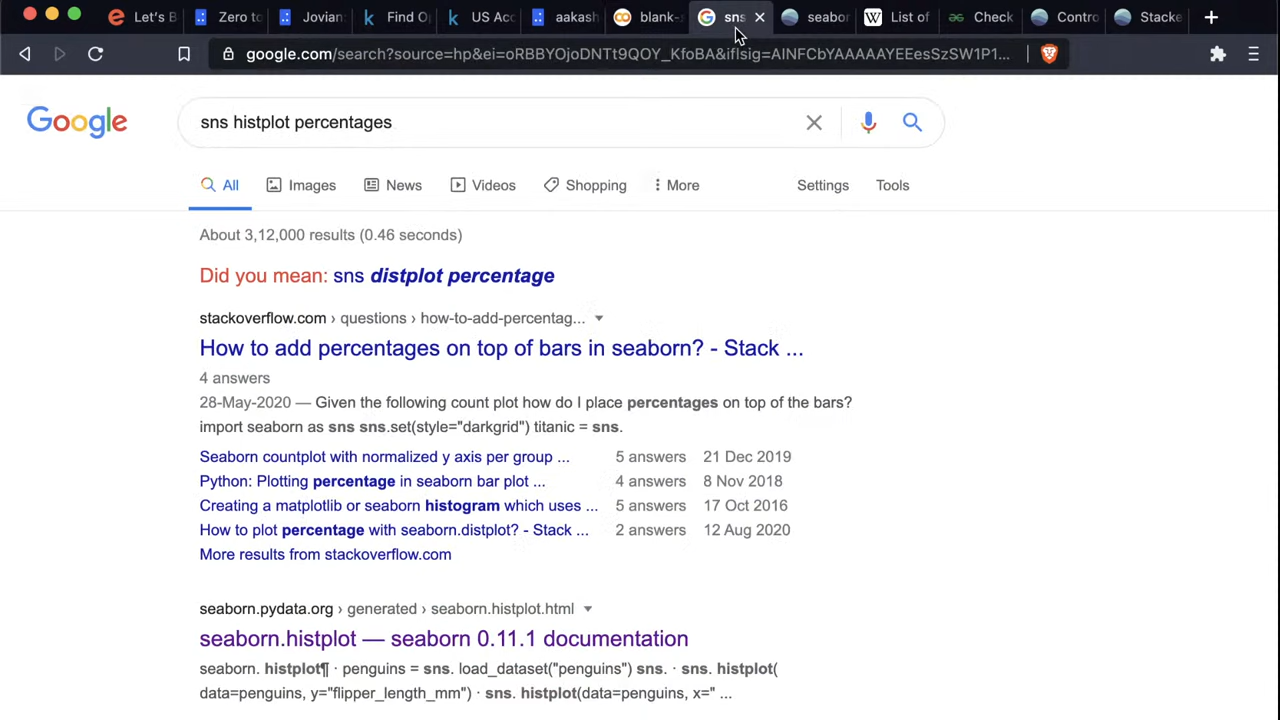 Let's B
Zero to
Jovian
Find O
US Acc
aakash
blank-
sns
seabor
List of
Check
Contro
Stacke
google.com/search?source=hp&ei=oRBBYOjoDNTt9QOY_KfoBA&iflsig=AINFCbYAAAAAYEEesSzSW1P1...
Google
sns histplot percentages
All
Images
News
Videos
Shopping
More
Settings
Tools
About 3,12,000 results (0.46 seconds)
Did you mean: sns distplot percentage
stackoverflow.com › questions › how-to-add-percentag...
How to add percentages on top of bars in seaborn? - Stack ...
4 answers
28-May-2020 — Given the following count plot how do I place percentages on top of the bars?
import seaborn as sns sns.set(style="darkgrid") titanic = sns.
Seaborn countplot with normalized y axis per group ... 5 answers 21 Dec 2019
Python: Plotting percentage in seaborn bar plot ... 4 answers 8 Nov 2018
Creating a matplotlib or seaborn histogram which uses ... 5 answers 17 Oct 2016
How to plot percentage with seaborn.distplot? - Stack ... 2 answers 12 Aug 2020
More results from stackoverflow.com
seaborn.pydata.org › generated › seaborn.histplot.html
seaborn.histplot — seaborn 0.11.1 documentation
seaborn. histplot¶ · penguins = sns. load_dataset("penguins") sns. · sns. histplot(
data=penguins, y="flipper_length_mm") · sns. histplot(data=penguins, x=" ...